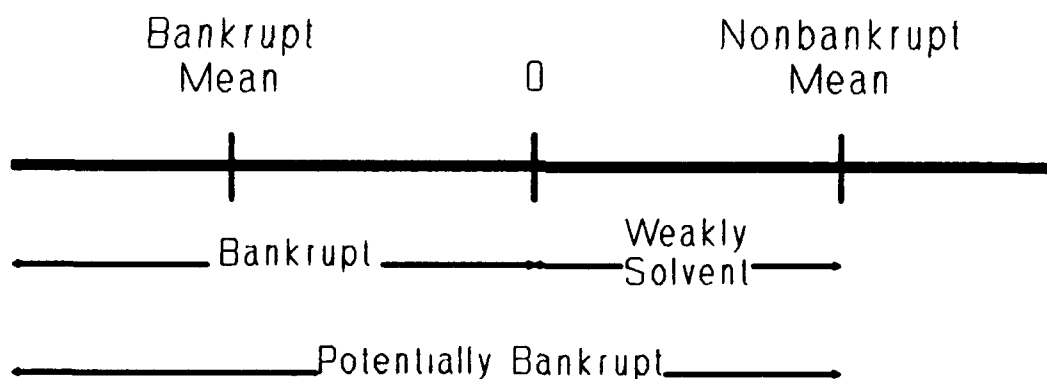 Bankrupt
Mean
0
Nonbankrupt
Mean
Bankrupt
Weakly
Solvent
Potentially Bankrupt